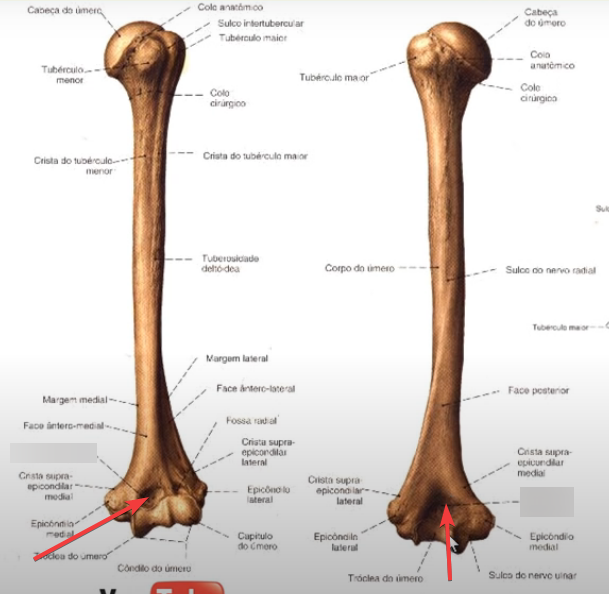 Cabeça do úmero
Colo anatômico
Sulco intertubercular
Tubérculo maior
Tubérculo
menor
Colo
cirúrgico
Crista do tubérculo
menor
Crista do tubérculo maior
Tuberosidade
deltóidea
Margem lateral
Face ântero-lateral
Margem medial
Face ântero-medial
Fossa radial
Crista supra-
epicondilar
lateral
Crista supra-
epicondilar
medial
Epicôndilo
lateral
Epicôndilo
medial
Capítulo
do úmero
Tróclea do úmero
Côndilo do úmero
Cabeça
do úmero
Colo
anatômico
Tubérculo maior
Colo
cirúrgico
Corpo do úmero
Sulco do nervo radial
Tubérculo maior
Face posterior
Crista supra-
epicondilar
medial
Crista supra-
epicondilar
lateral
Epicôndilo
lateral
Epicôndilo
medial
Tróclea do úmero
Sulco do nervo ulnar